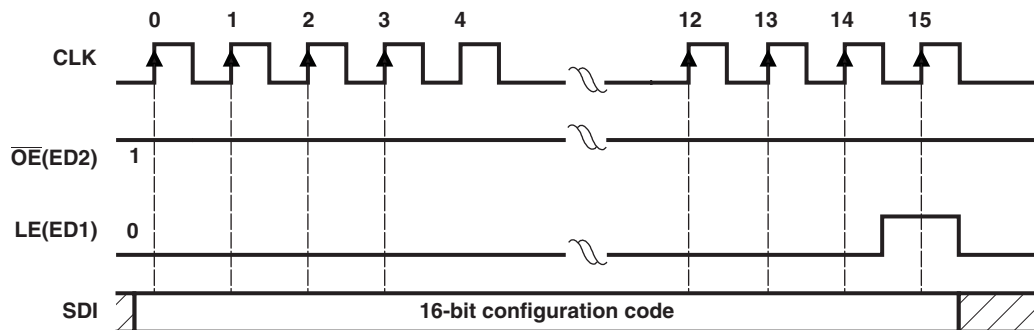 0 1 2 3 4 12 13 14 15
CLK
OE(ED2) 1
LE(ED1) 0
SDI 16-bit configuration code